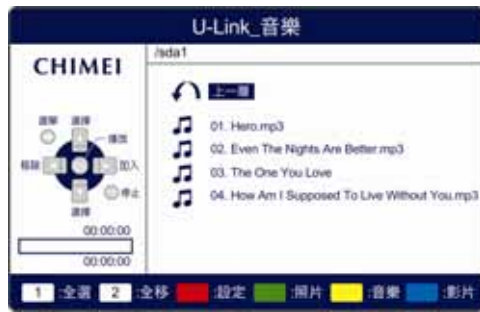 U-Link_音樂
/sda1
CHIMEI
上一層
選單 選擇
播放
移除 加入
停止
選擇
01. Hero.mp3
02. Even The Nights Are Better.mp3
03. The One You Love
04. How Am I Supposed To Live Without You.mp3
00:00:00
00:00:00
1 :全選 2 :全移 :設定 :照片 :音樂 :影片